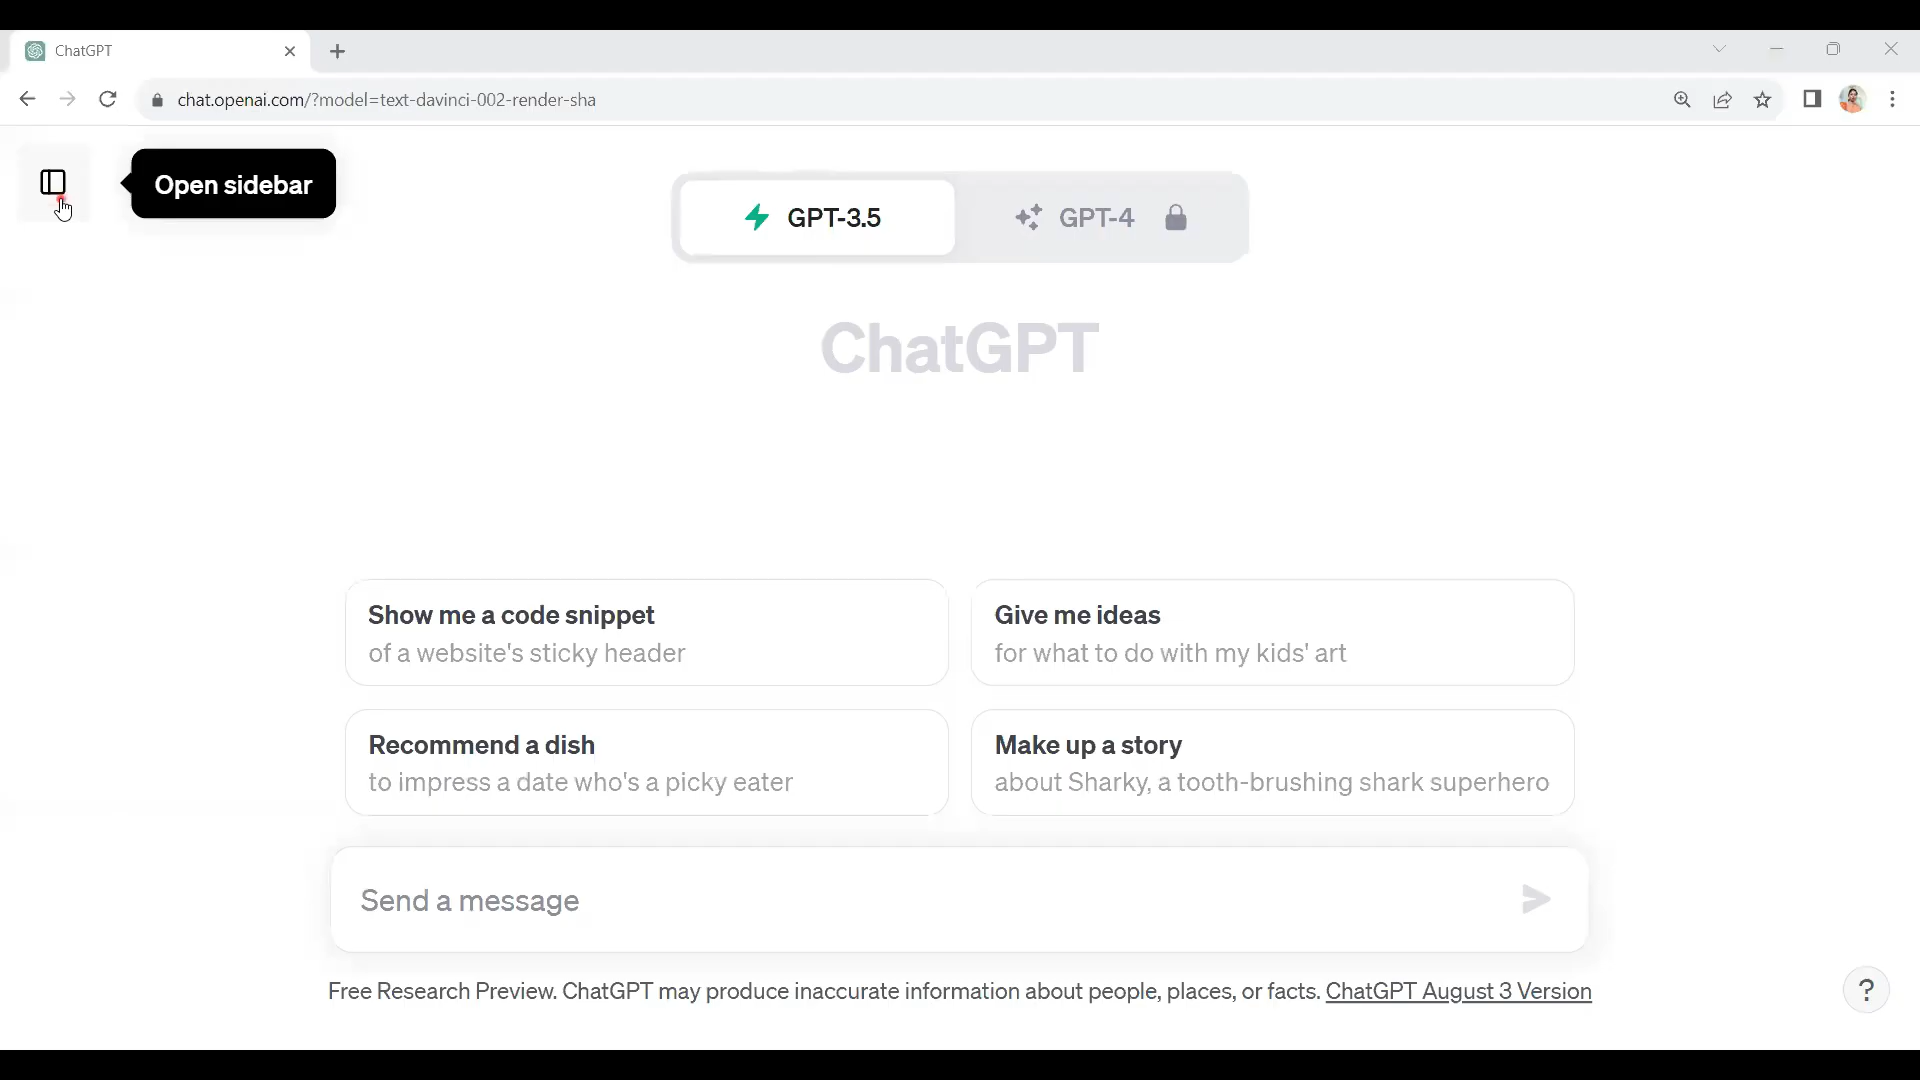 ChatGPT
chat.openai.com/?model=text-davinci-002-render-sha
Open sidebar
GPT-3.5
GPT-4
ChatGPT
Show me a code snippet
of a website's sticky header
Give me ideas
for what to do with my kids' art
Recommend a dish
to impress a date who's a picky eater
Make up a story
about Sharky, a tooth-brushing shark superhero
Send a message
Free Research Preview. ChatGPT may produce inaccurate information about people, places, or facts. ChatGPT August 3 Version
?